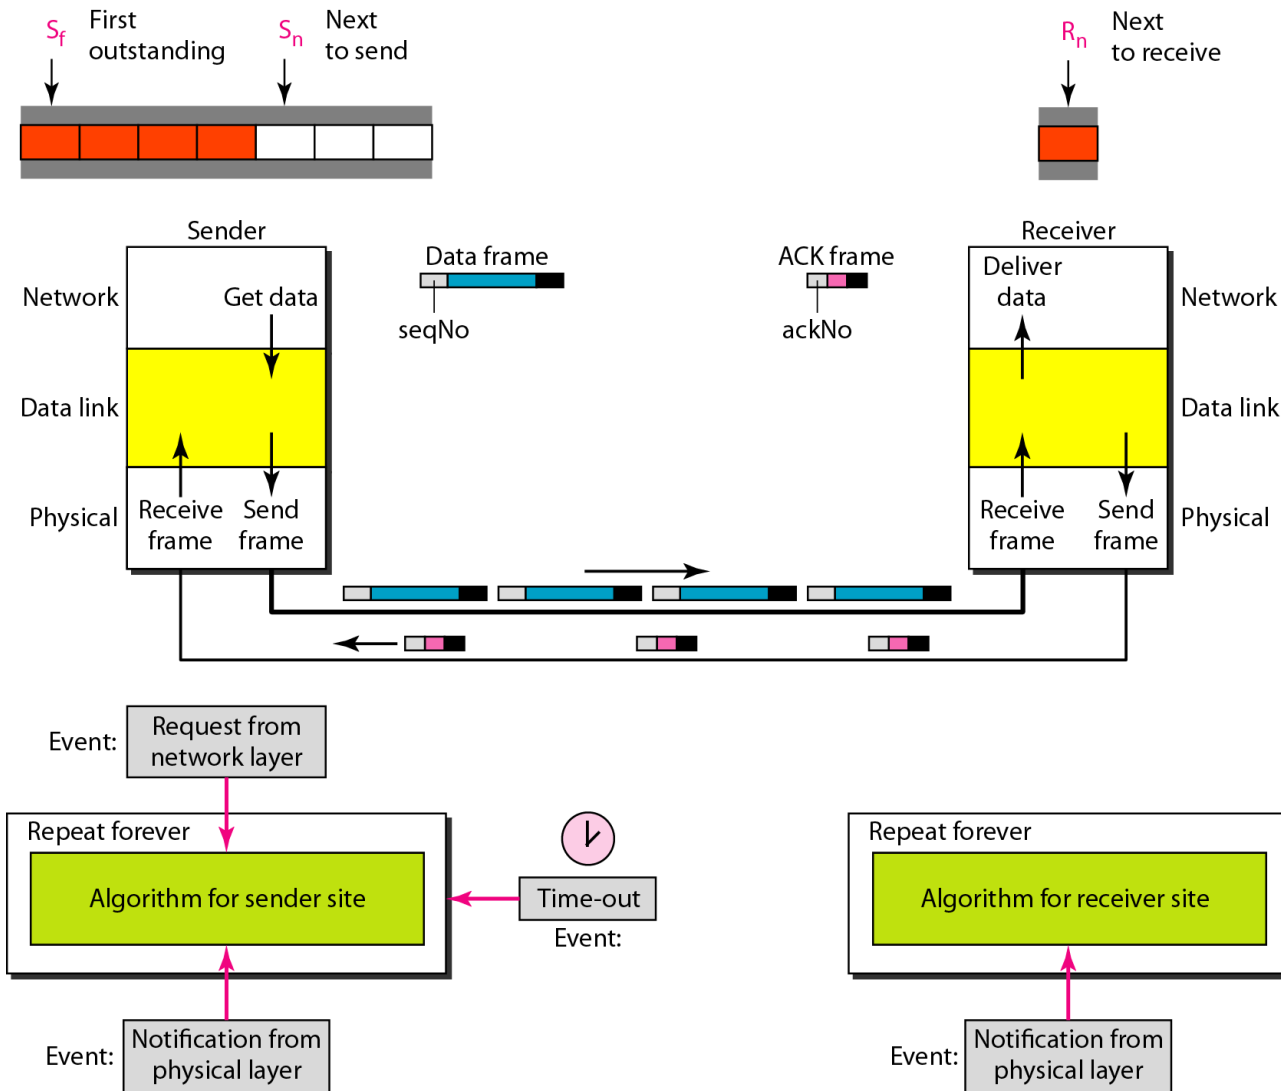 S_f First
outstanding
S_n Next
to send
R_n Next
to receive
Sender
Receiver
Data frame
ACK frame
seqNo
ackNo
Network
Get data
Deliver
data
Network
Data link
Data link
Physical
Receive
frame
Send
frame
Receive
frame
Send
frame
Physical
Event:
Request from
network layer
Repeat forever
Algorithm for sender site
Time-out
Event:
Repeat forever
Algorithm for receiver site
Event:
Notification from
physical layer
Event:
Notification from
physical layer